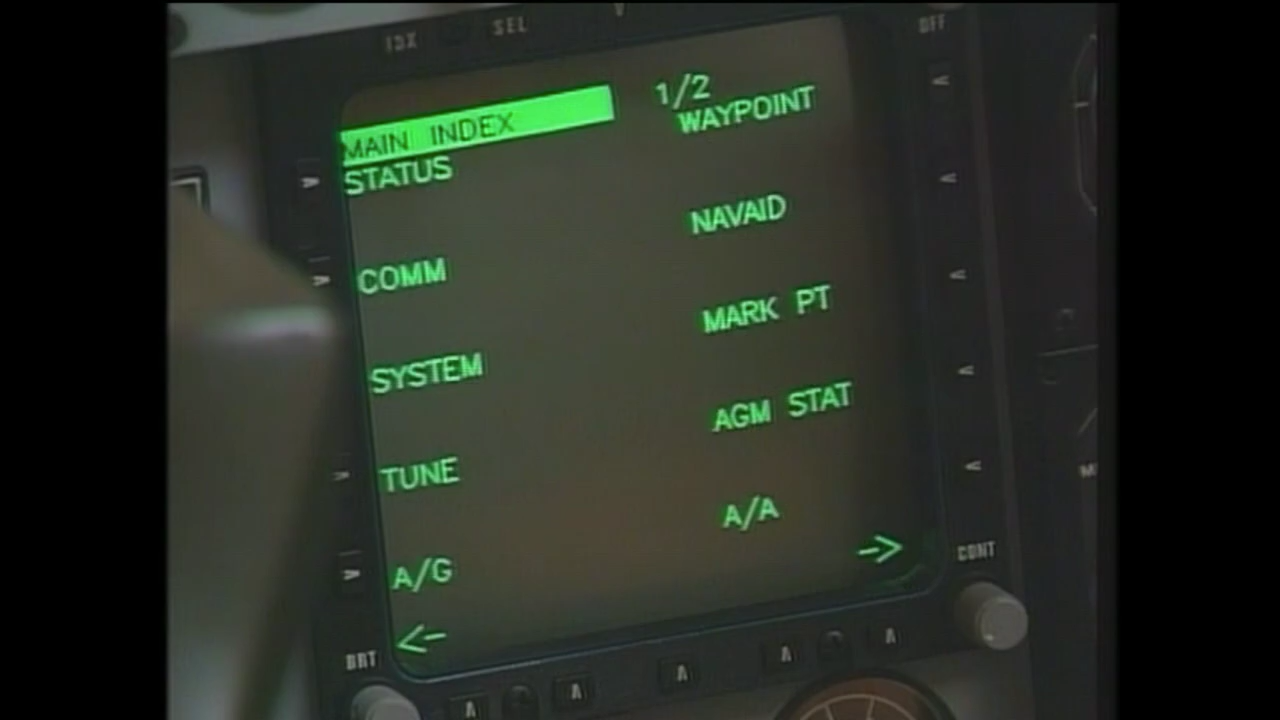 IDX SEL OFF
MAIN INDEX 1/2
STATUS WAYPOINT
COMM NAVAID
SYSTEM MARK PT
TUNE AGM STAT
A/G A/A
← →
BRT CONT